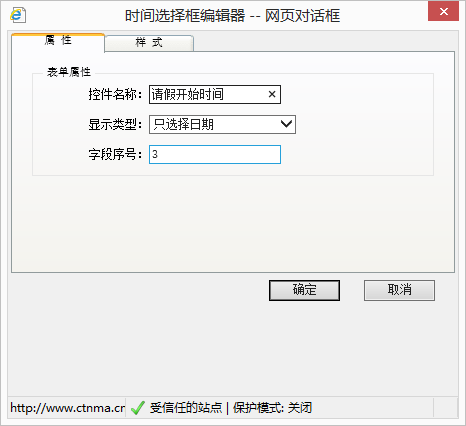 时间选择框编辑器 -- 网页对话框
属 性
样 式
表单属性
控件名称: 请假开始时间
显示类型: 只选择日期
字段序号: 3
确定
取消
http://www.ctnma.cn
受信任的站点 | 保护模式: 关闭